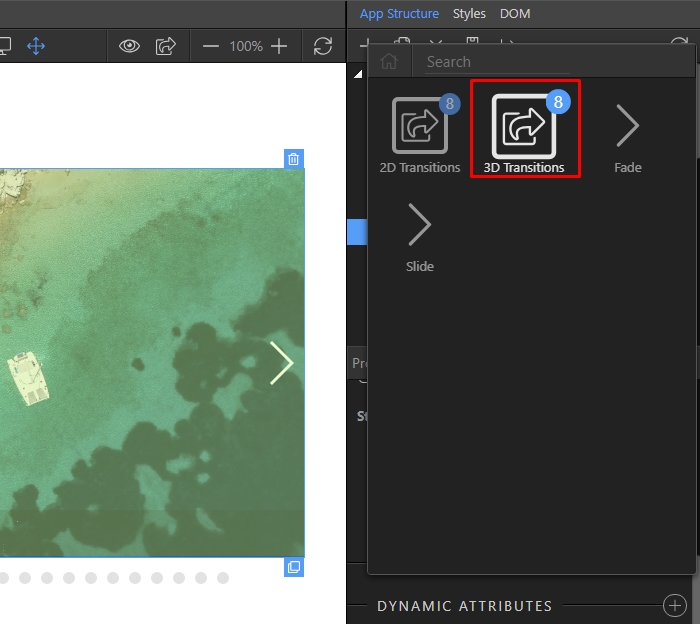 App Structure Styles DOM
100%
Search
8 8
2D Transitions 3D Transitions Fade
Slide
Pr
St
DYNAMIC ATTRIBUTES